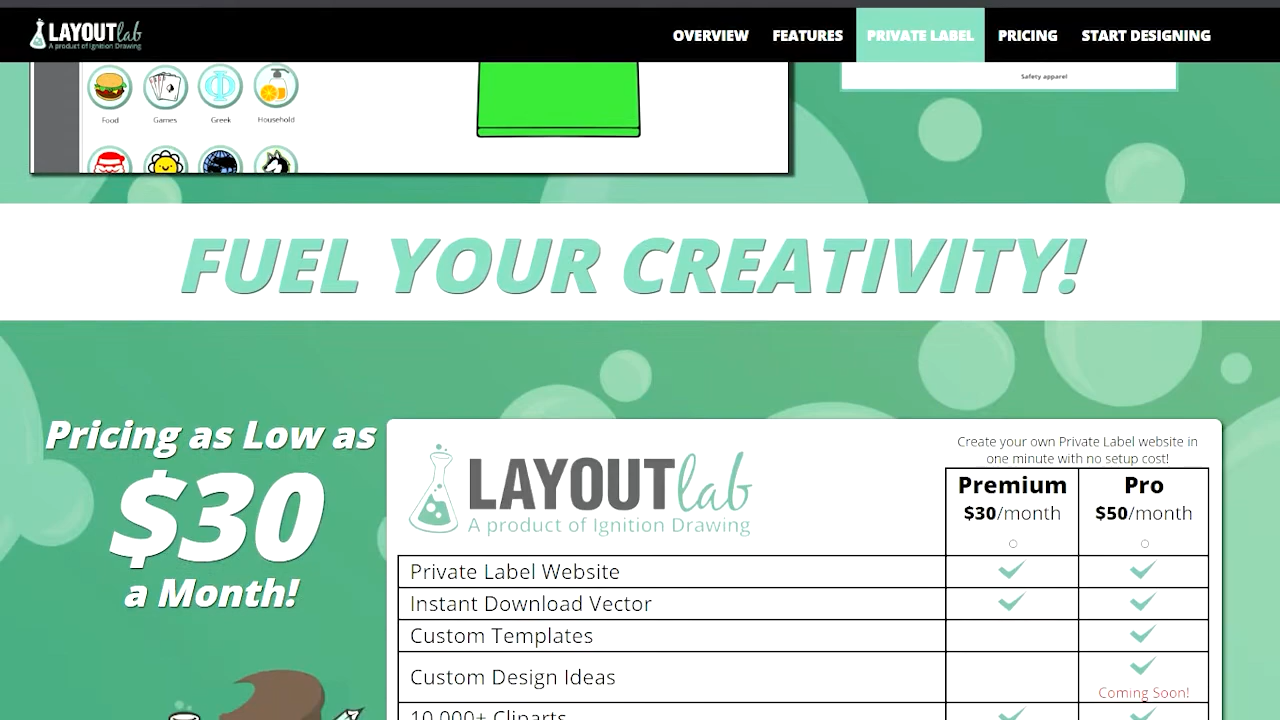 LAYOUTlab
A product of Ignition Drawing
OVERVIEW
FEATURES
PRIVATE LABEL
PRICING
START DESIGNING
Food
Games
Greek
Household
Safety apparel
FUEL YOUR CREATIVITY!
Pricing as Low as
$30
a Month!
LAYOUTlab
A product of Ignition Drawing
Create your own Private Label website in
one minute with no setup cost!
Premium
$30/month
Pro
$50/month
Private Label Website
Instant Download Vector
Custom Templates
Custom Design Ideas
Coming Soon!
10,000+ Cliparts